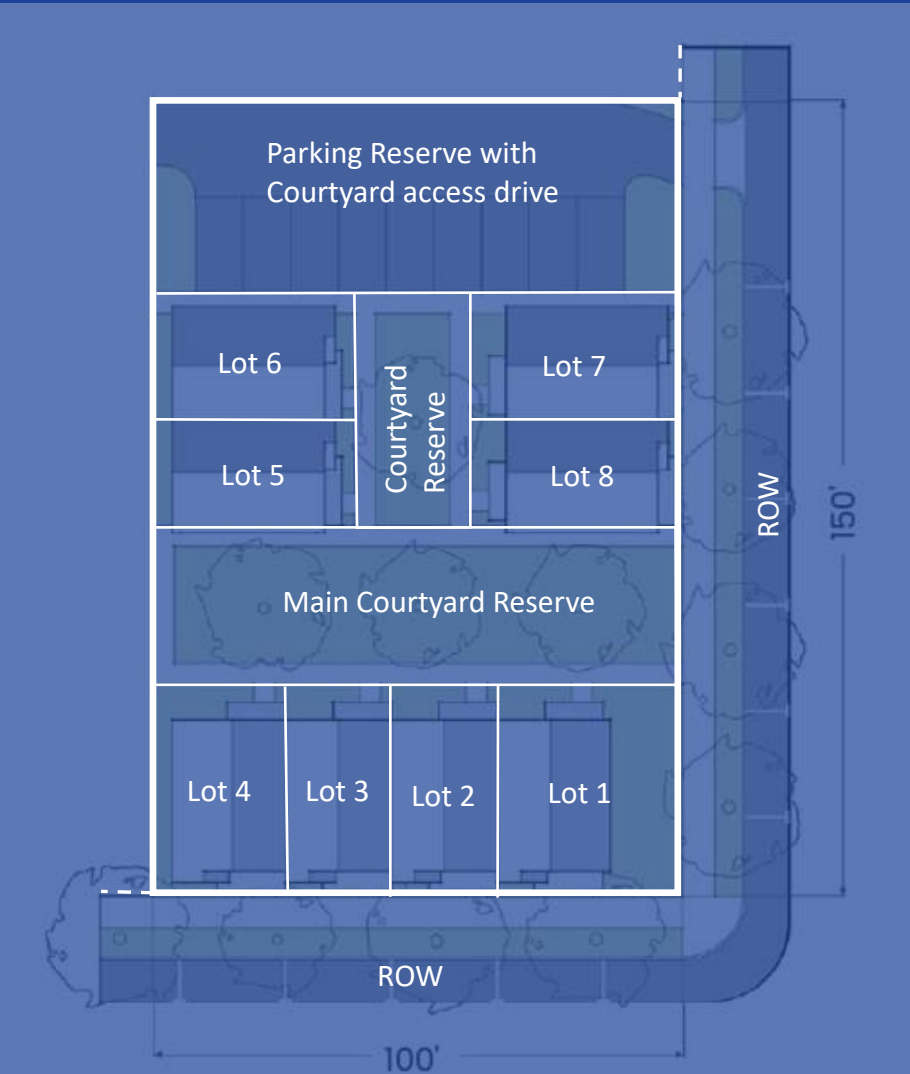 Parking Reserve with
Courtyard access drive
Lot 6
Courtyard
Reserve
Lot 7
Lot 5
Lot 8
ROW
150'
Main Courtyard Reserve
Lot 4
Lot 3
Lot 2
Lot 1
ROW
100'